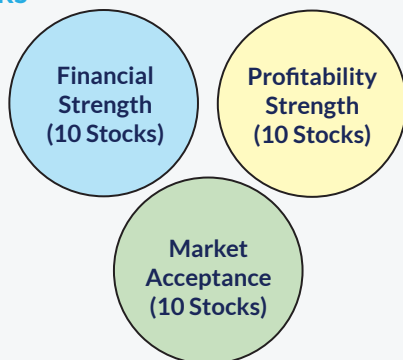 Financial
Strength
(10 Stocks)
Profitability
Strength
(10 Stocks)
Market
Acceptance
(10 Stocks)